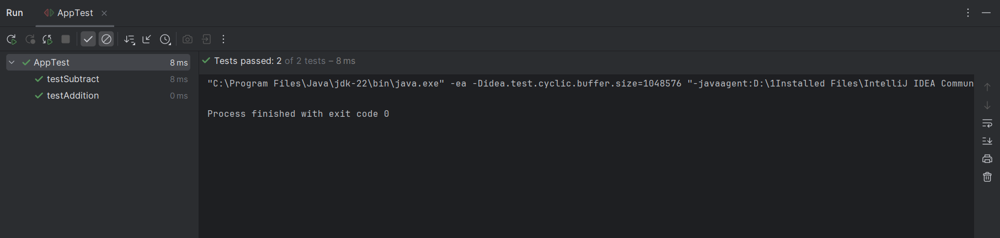 Run AppTest
AppTest 8 ms
testSubtract 8 ms
testAddition 0 ms
Tests passed: 2 of 2 tests – 8 ms
"C:\Program Files\Java\jdk-22\bin\java.exe" -ea -Didea.test.cyclic.buffer.size=1048576 "-javaagent:D:\1Installed Files\IntelliJ IDEA Commun
Process finished with exit code 0